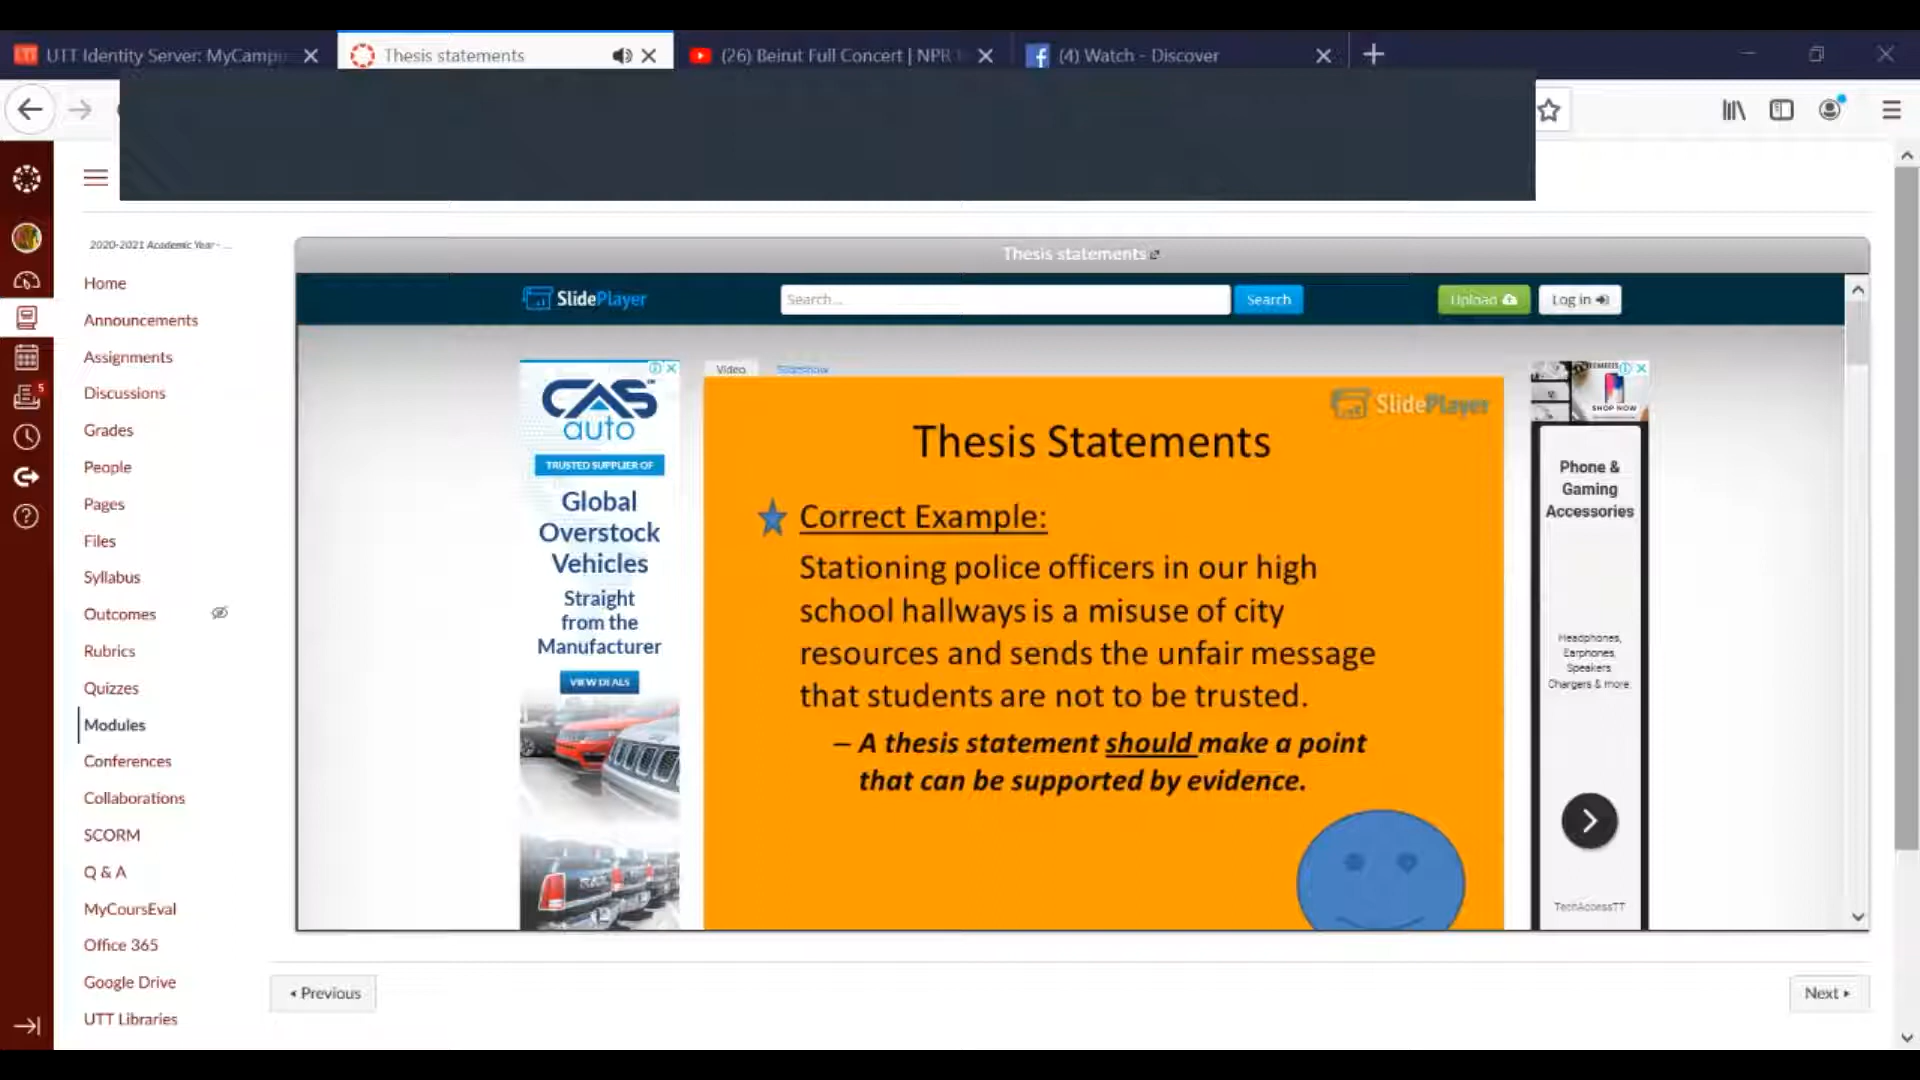 UTT Identity Server: MyCamp
Thesis statements
(26) Beirut Full Concert | NPR
(4) Watch - Discover
2020-2021 Academic Year - ...
Home
Announcements
Assignments
Discussions
5
Grades
People
Pages
Files
Syllabus
Outcomes
Rubrics
Quizzes
Modules
Conferences
Collaborations
SCORM
Q & A
MyCoursEval
Office 365
Google Drive
UTT Libraries
Thesis statements
SlidePlayer
Search...
Search
Upload
Log in
CAS
auto
TRUSTED SUPPLIER OF
Global
Overstock
Vehicles
Straight
from the
Manufacturer
VIEW DEALS
Video
Slideshow
SlidePlayer
Thesis Statements
Correct Example:
Stationing police officers in our high
school hallways is a misuse of city
resources and sends the unfair message
that students are not to be trusted.
– A thesis statement should make a point
that can be supported by evidence.
SHOP NOW
Phone &
Gaming
Accessories
Headphones,
Earphones,
Speakers
Chargers & more.
TechAccessTT
Previous
Next